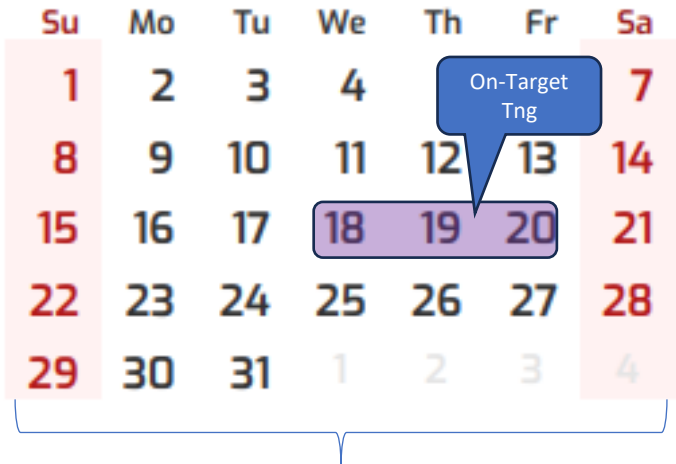 Su Mo Tu We Th Fr Sa
1 2 3 4 7
On-Target
Tng
8 9 10 11 12 13 14
15 16 17 18 19 20 21
22 23 24 25 26 27 28
29 30 31 1 2 3 4